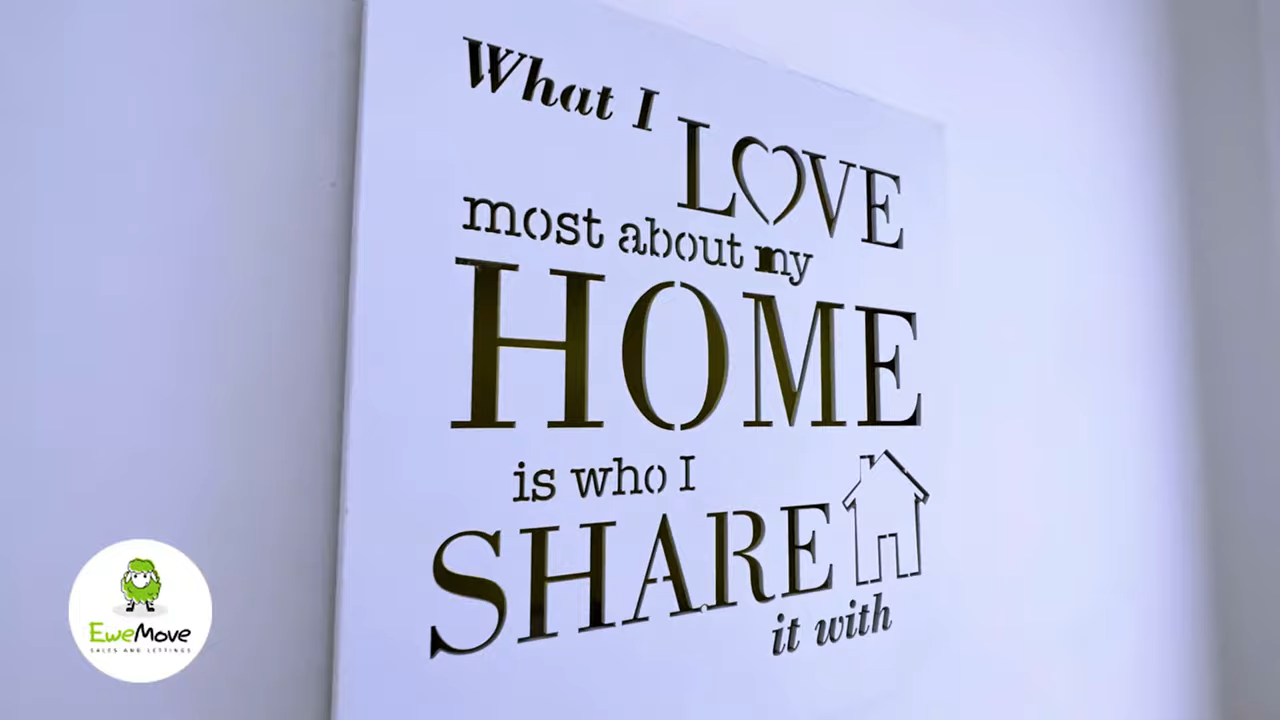 What I
LOVE
most about my
HOME
is who I
SHARE
it with
EweMove
SALES AND LETTINGS